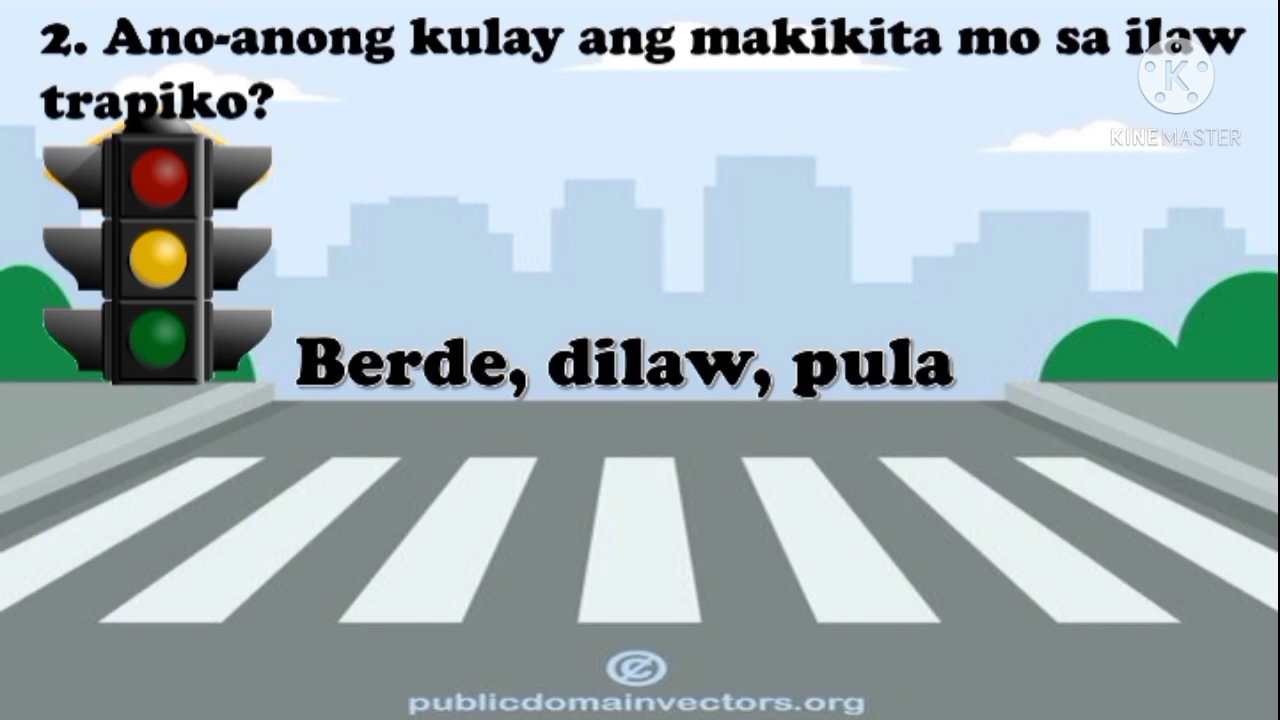 2. Ano-anong kulay ang makikita mo sa ilaw
trapiko?
K
KINEMASTER
Berde, dilaw, pula
publicdomainvectors.org